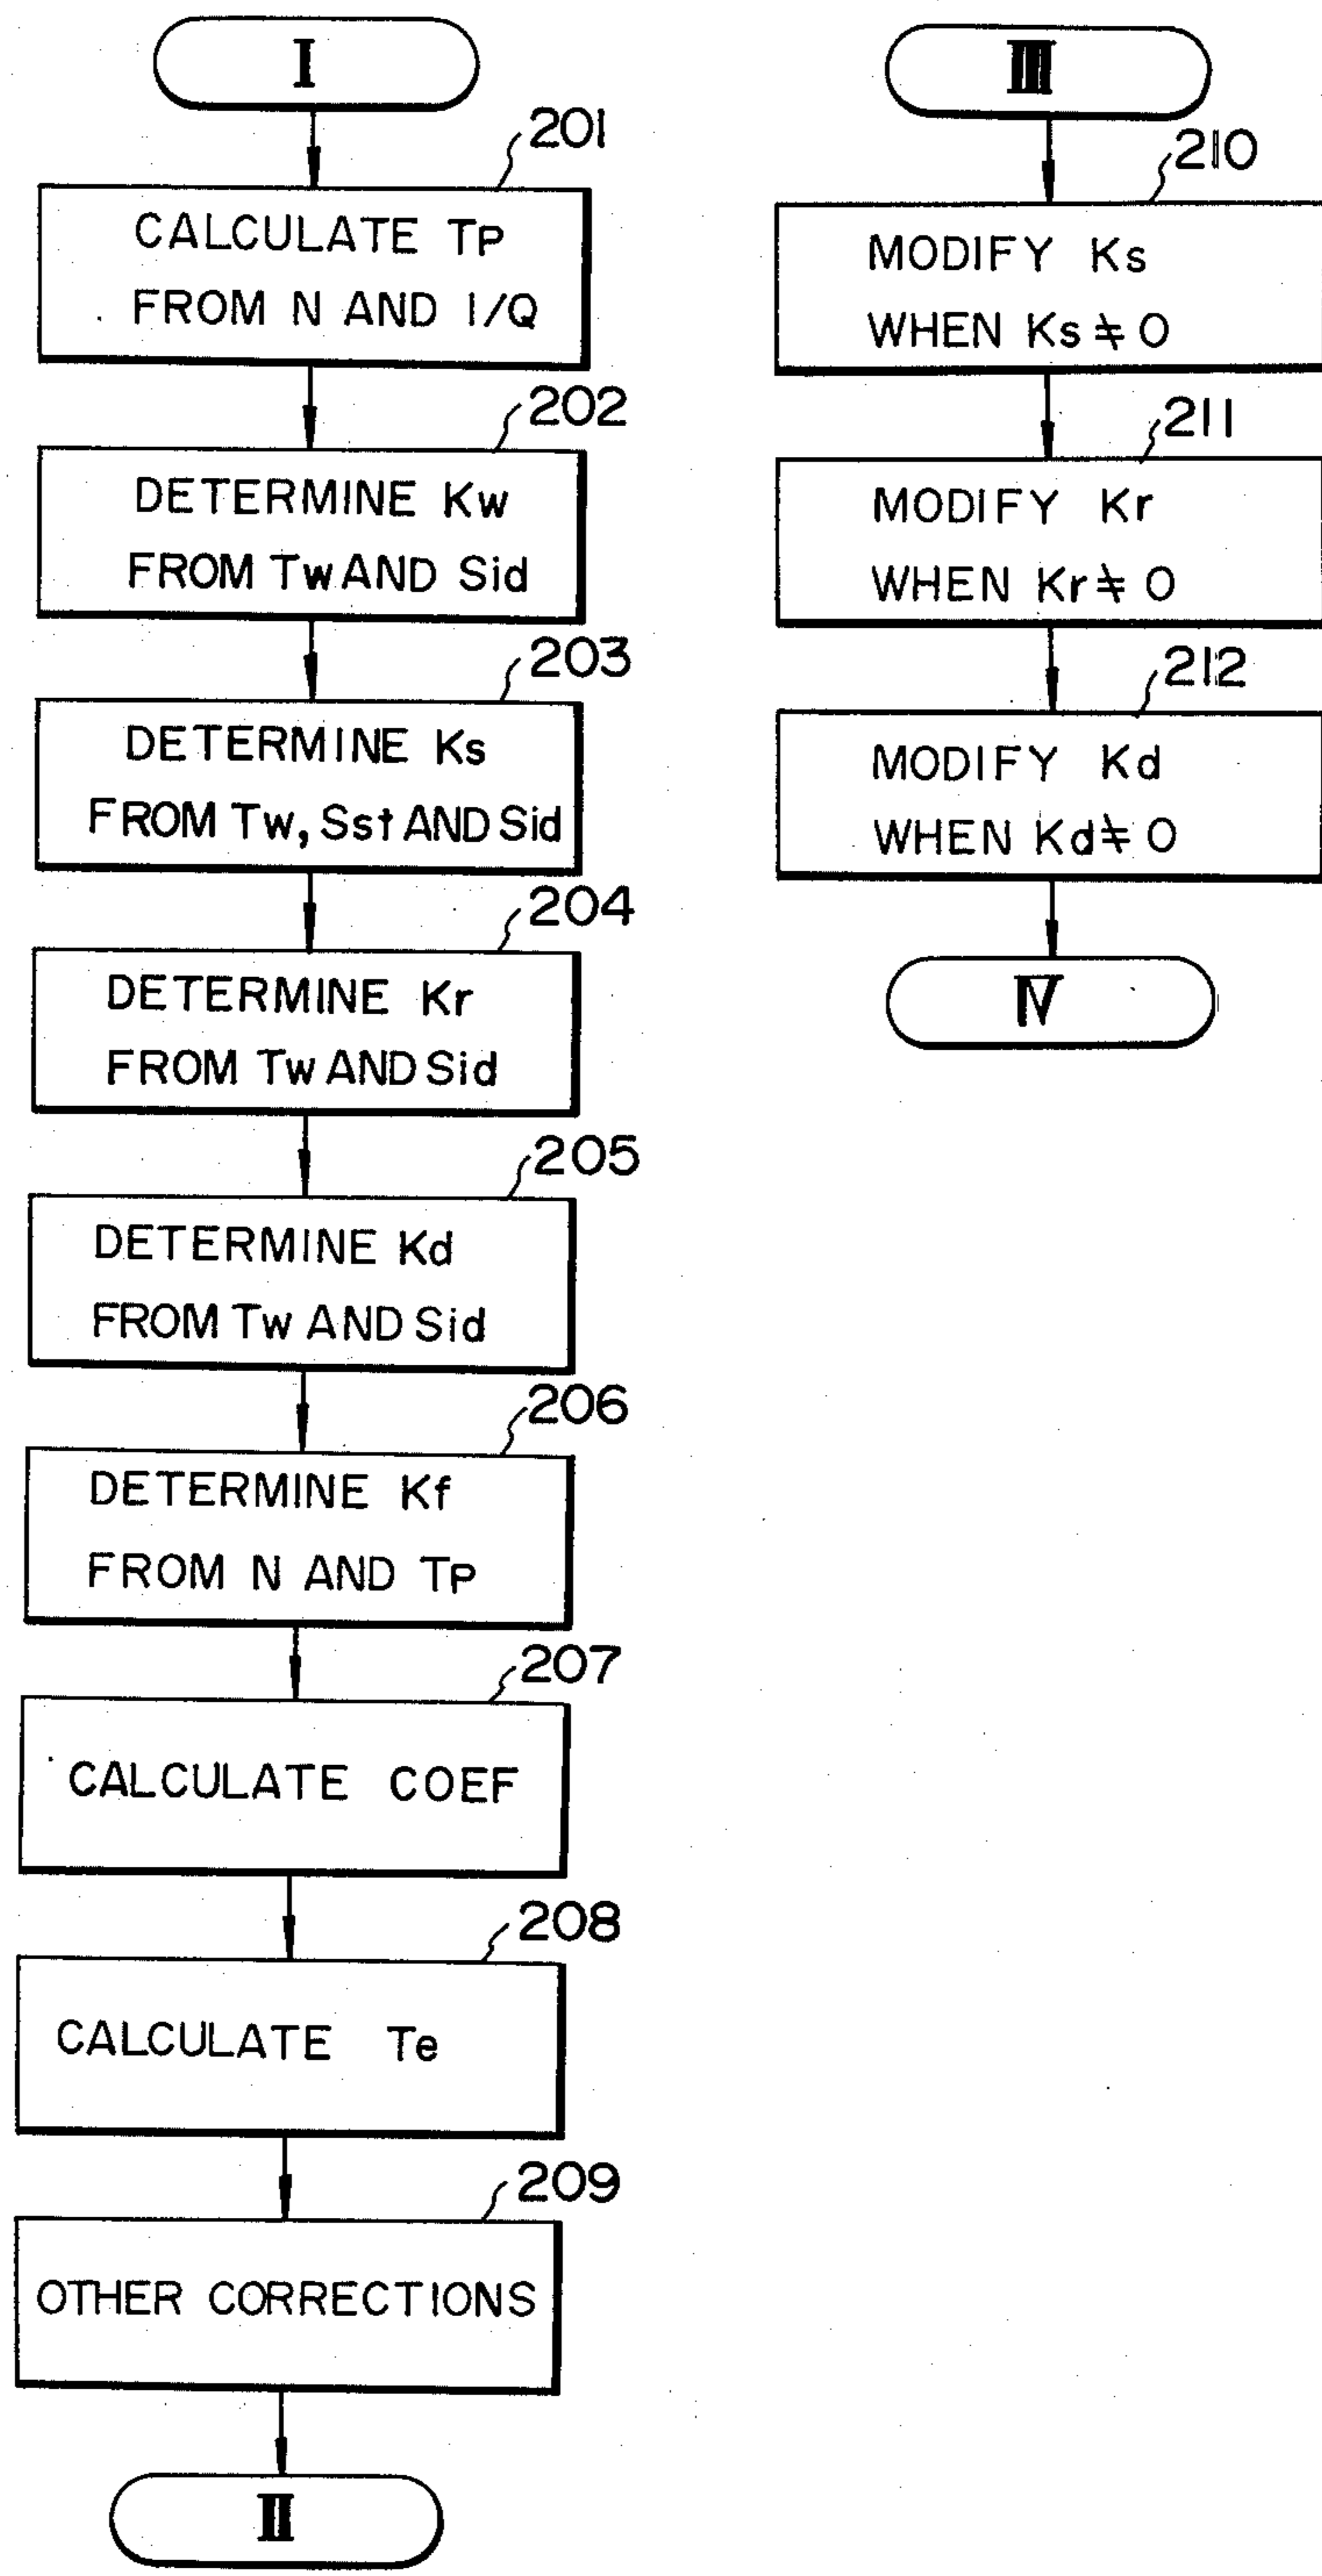 I
201
CALCULATE Tp
FROM N AND 1/Q
202
DETERMINE Kw
FROM Tw AND Sid
203
DETERMINE Ks
FROM Tw, Sst AND Sid
204
DETERMINE Kr
FROM Tw AND Sid
205
DETERMINE Kd
FROM Tw AND Sid
206
DETERMINE Kf
FROM N AND Tp
207
CALCULATE COEF
208
CALCULATE Te
209
OTHER CORRECTIONS
II
III
210
MODIFY Ks
WHEN Ks ≠ 0
211
MODIFY Kr
WHEN Kr ≠ 0
212
MODIFY Kd
WHEN Kd ≠ 0
IV